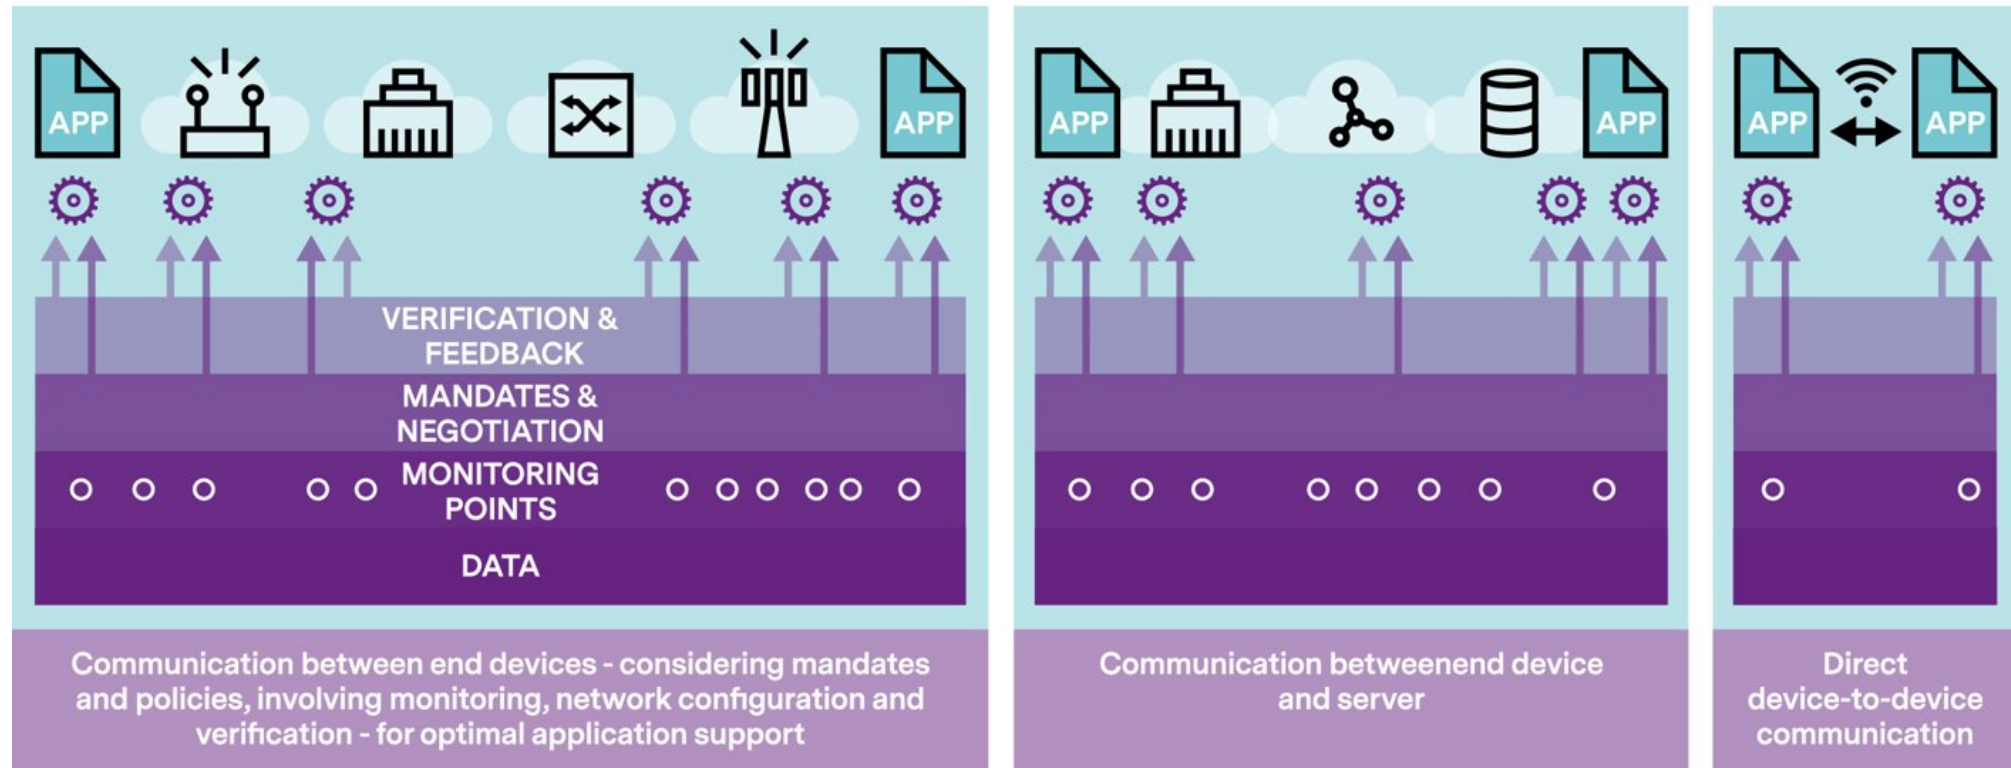 APP
APP
VERIFICATION &
FEEDBACK
MANDATES &
NEGOTIATION
MONITORING
POINTS
DATA
Communication between end devices - considering mandates
and policies, involving monitoring, network configuration and
verification - for optimal application support
APP
APP
Communication betweenend device
and server
APP
APP
Direct
device-to-device
communication